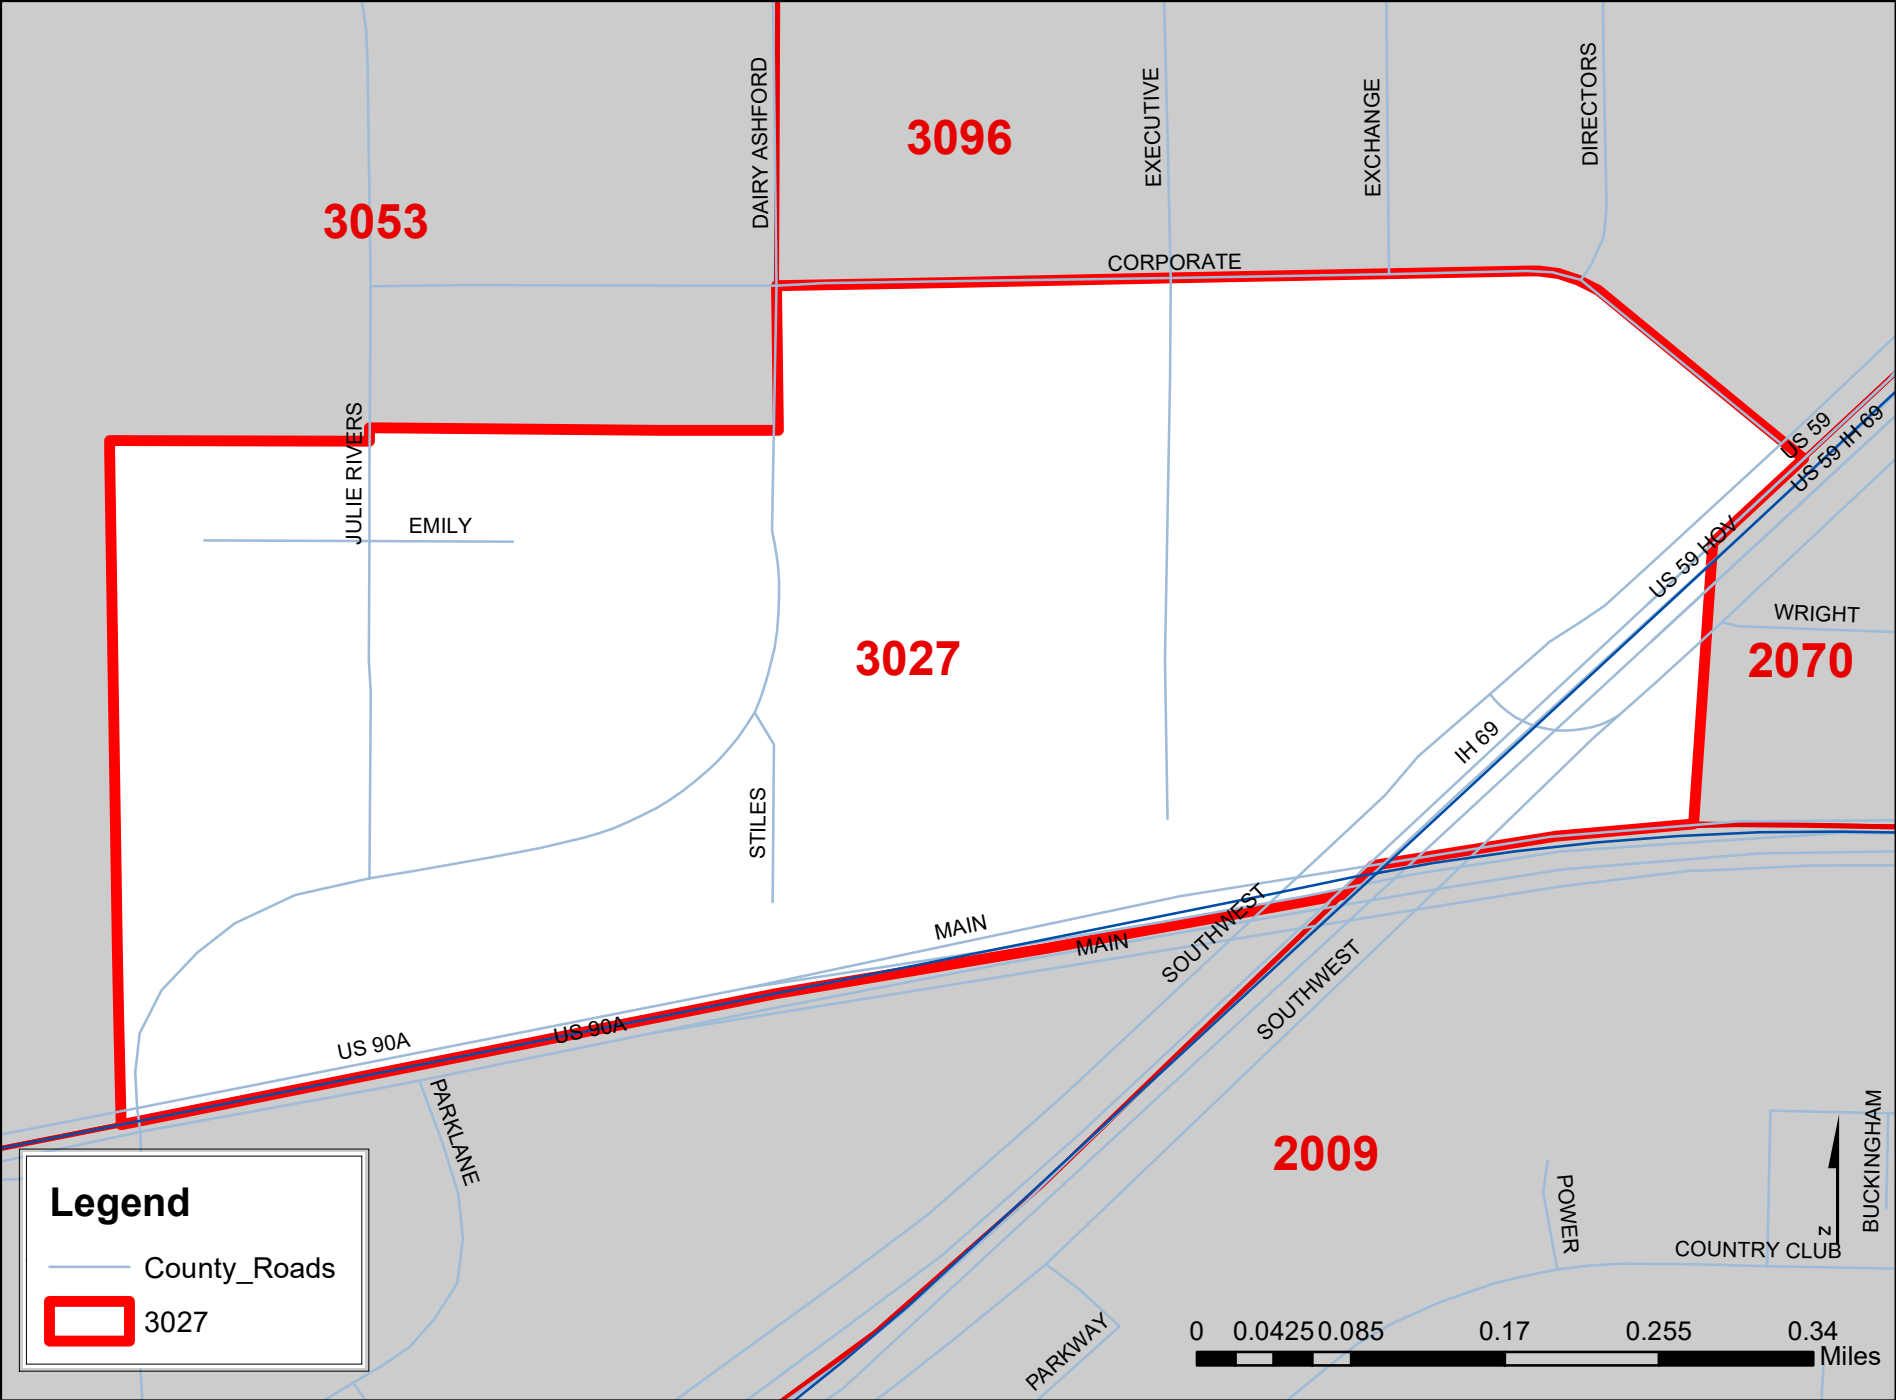 DAIRY ASHFORD
EXECUTIVE
EXCHANGE
DIRECTORS
3096
3053
CORPORATE
JULIE RIVERS
EMILY
US 59
US 59 IH 69
US 59 HOV
WRIGHT
3027
2070
IH 69
STILES
MAIN
MAIN
SOUTHWEST
SOUTHWEST
US 90A
US 90A
PARKLANE
2009
POWER
BUCKINGHAM
COUNTRY CLUB
PARKWAY
Legend
County_Roads
3027
N
0 0.0425 0.085 0.17 0.255 0.34
Miles